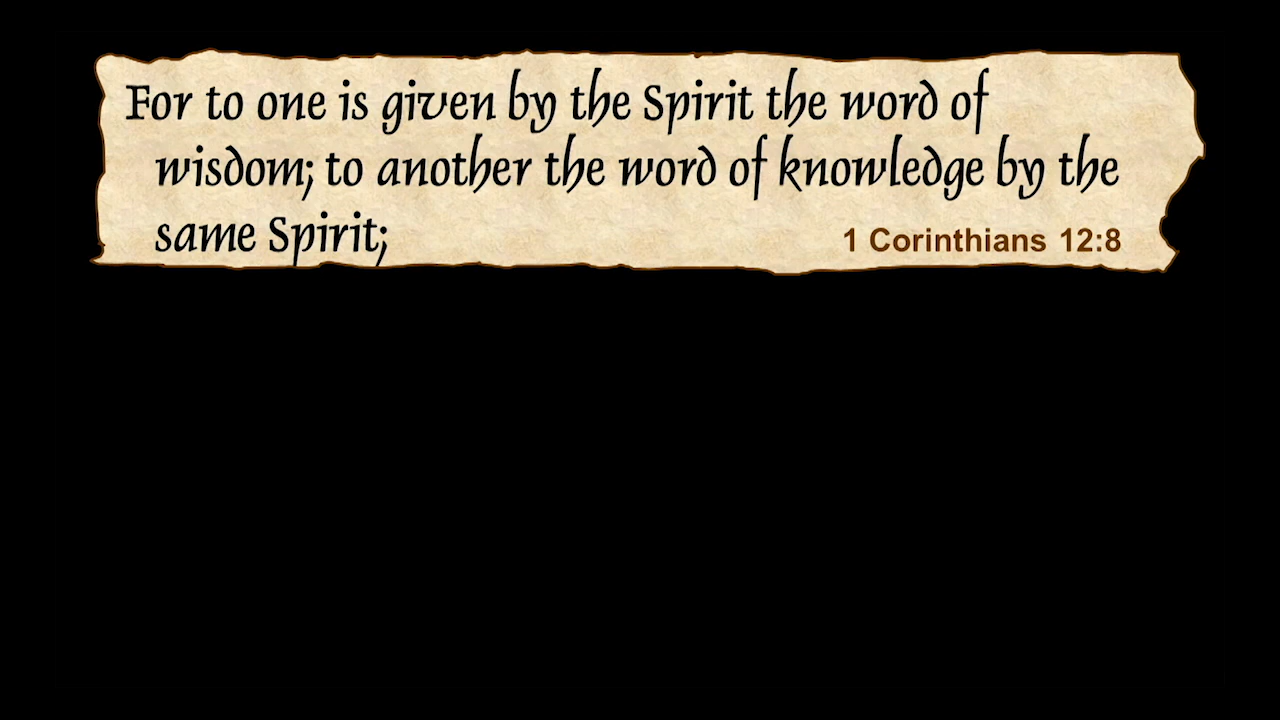 For to one is given by the Spirit the word of
wisdom; to another the word of knowledge by the
same Spirit;
1 Corinthians 12:8